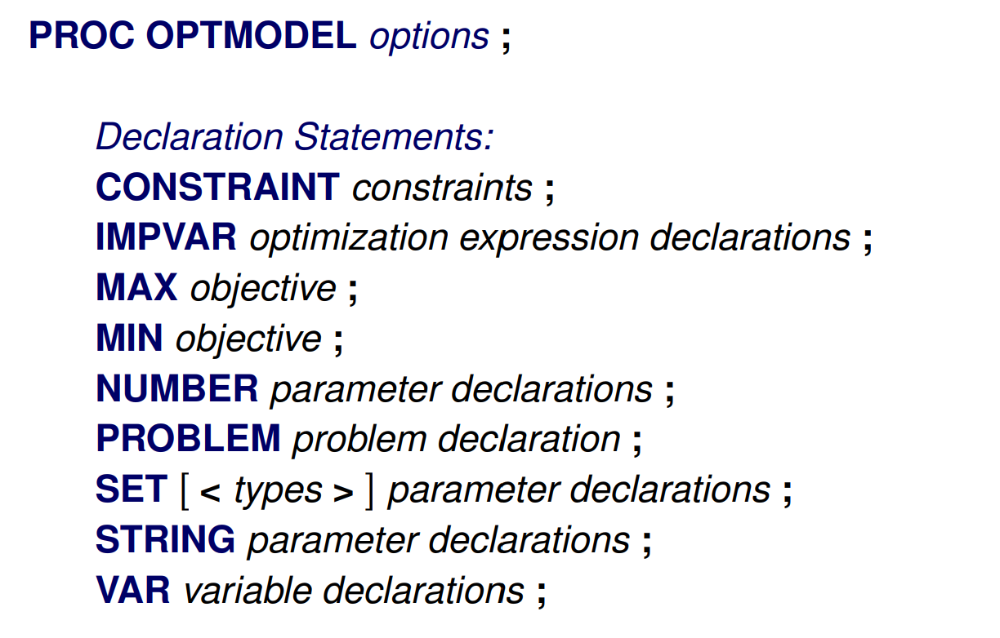 PROC OPTMODEL options ;
Declaration Statements:
CONSTRAINT constraints ;
IMPVAR optimization expression declarations ;
MAX objective ;
MIN objective ;
NUMBER parameter declarations ;
PROBLEM problem declaration ;
SET [ < types > ] parameter declarations ;
STRING parameter declarations ;
VAR variable declarations ;